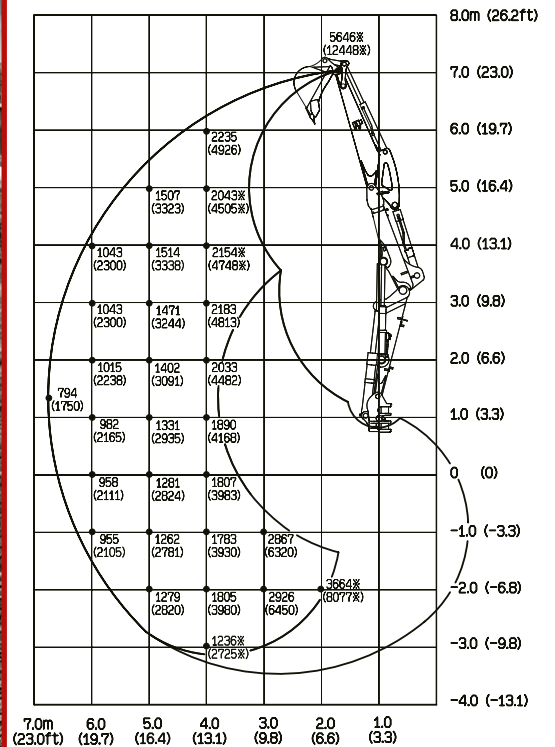 8.0m (26.2ft)
5646※
(12448※)
7.0 (23.0)
2235
(4926)
6.0 (19.7)
1507 2043※
(3323) (4505※)
5.0 (16.4)
1043 1514 2154※
(2300) (3338) (4748※)
4.0 (13.1)
1043 1471 2183
(2300) (3244) (4813)
3.0 (9.8)
1015 1402 2033
(2238) (3091) (4482)
2.0 (6.6)
794
(1750)
982 1331 1890
(2165) (2935) (4168)
1.0 (3.3)
958 1281 1807
(2111) (2824) (3983)
0 (0)
955 1262 1783 2867
(2105) (2781) (3930) (6320)
-1.0 (-3.3)
1279 1805 2926 3664※
(2820) (3980) (6450) (8077※)
-2.0 (-6.8)
1236※
(2725※)
-3.0 (-9.8)
-4.0 (-13.1)
7.0m 6.0 5.0 4.0 3.0 2.0 1.0
(23.0ft) (19.7) (16.4) (13.1) (9.8) (6.6) (3.3)